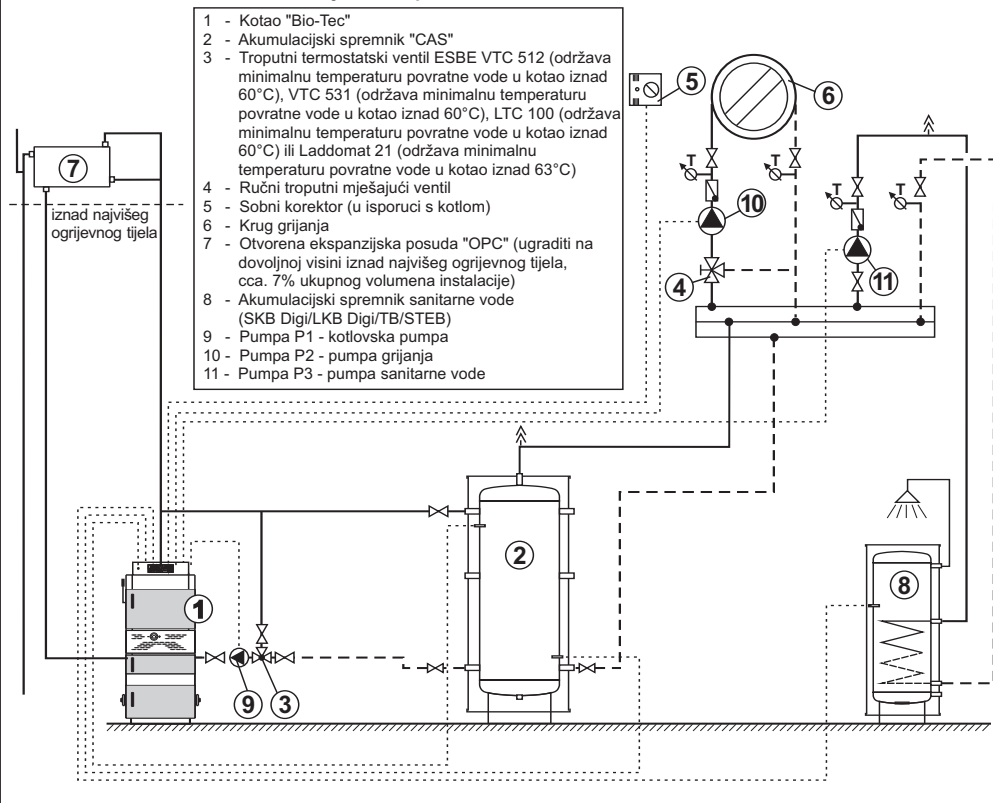 1 - Kotao "Bio-Tec"
2 - Akumulacijski spremnik "CAS"
3 - Troputni termostatski ventil ESBE VTC 512 (održava
minimalnu temperaturu povratne vode u kotao iznad
60°C), VTC 531 (održava minimalnu temperaturu
povratne vode u kotao iznad 60°C), LTC 100 (održava
minimalnu temperaturu povratne vode u kotao iznad
60°C) ili Laddomat 21 (održava minimalnu
temperaturu povratne vode u kotao iznad 63°C)
4 - Ručni troputni mješajući ventil
5 - Sobni korektor (u isporuci s kotlom)
6 - Krug grijanja
7 - Otvorena ekspanzijska posuda "OPC" (ugraditi na
dovoljnoj visini iznad najvišeg ogrijevnog tijela,
cca. 7% ukupnog volumena instalacije)
8 - Akumulacijski spremnik sanitarne vode
(SKB Digi/LKB Digi/TB/STEB)
9 - Pumpa P1 - kotlovska pumpa
10 - Pumpa P2 - pumpa grijanja
11 - Pumpa P3 - pumpa sanitarne vode
5
6
7
T
T
T
T
iznad najvišeg
ogrijevnog tijela
10
11
4
2
8
1
9
3